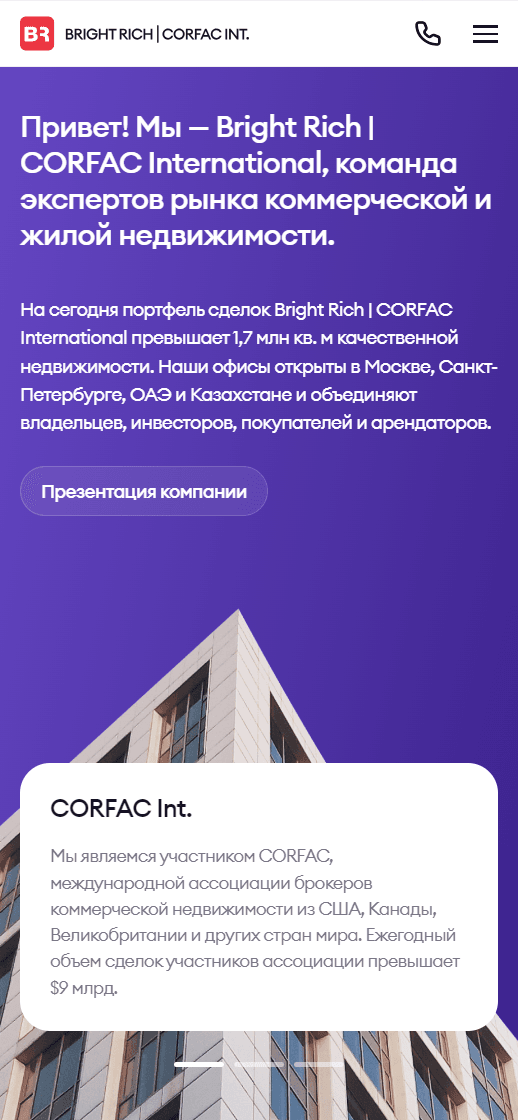 BR BRIGHT RICH | CORFAC INT.
Привет! Мы — Bright Rich |
CORFAC International, команда
экспертов рынка коммерческой и
жилой недвижимости.
На сегодня портфель сделок Bright Rich | CORFAC
International превышает 1,7 млн кв. м качественной
недвижимости. Наши офисы открыты в Москве, Санкт-
Петербурге, ОАЭ и Казахстане и объединяют
владельцев, инвесторов, покупателей и арендаторов.
Презентация компании
CORFAC Int.
Мы являемся участником CORFAC,
международной ассоциации брокеров
коммерческой недвижимости из США, Канады,
Великобритании и других стран мира. Ежегодный
объем сделок участников ассоциации превышает
$9 млрд.